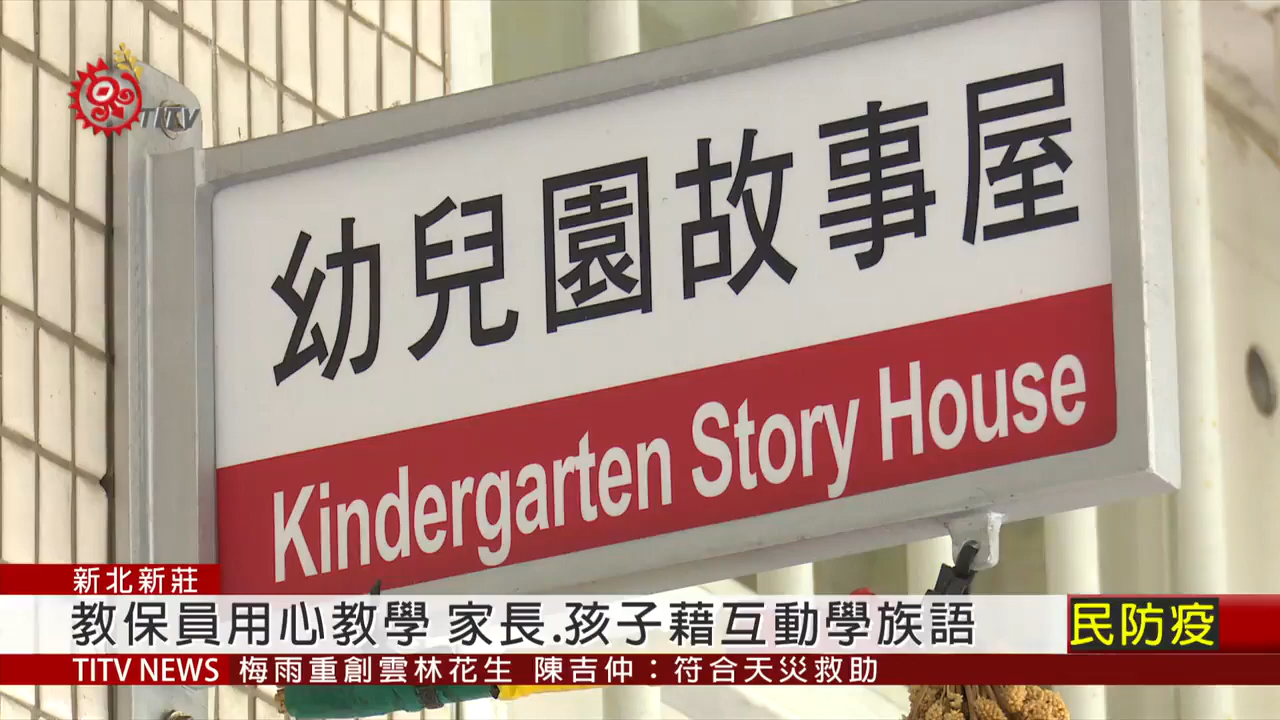 TITV
幼兒園故事屋
Kindergarten Story House
新北新莊
教保員用心教學 家長.孩子藉互動學族語
民防疫
TITV NEWS 梅雨重創雲林花生 陳吉仲：符合天災救助